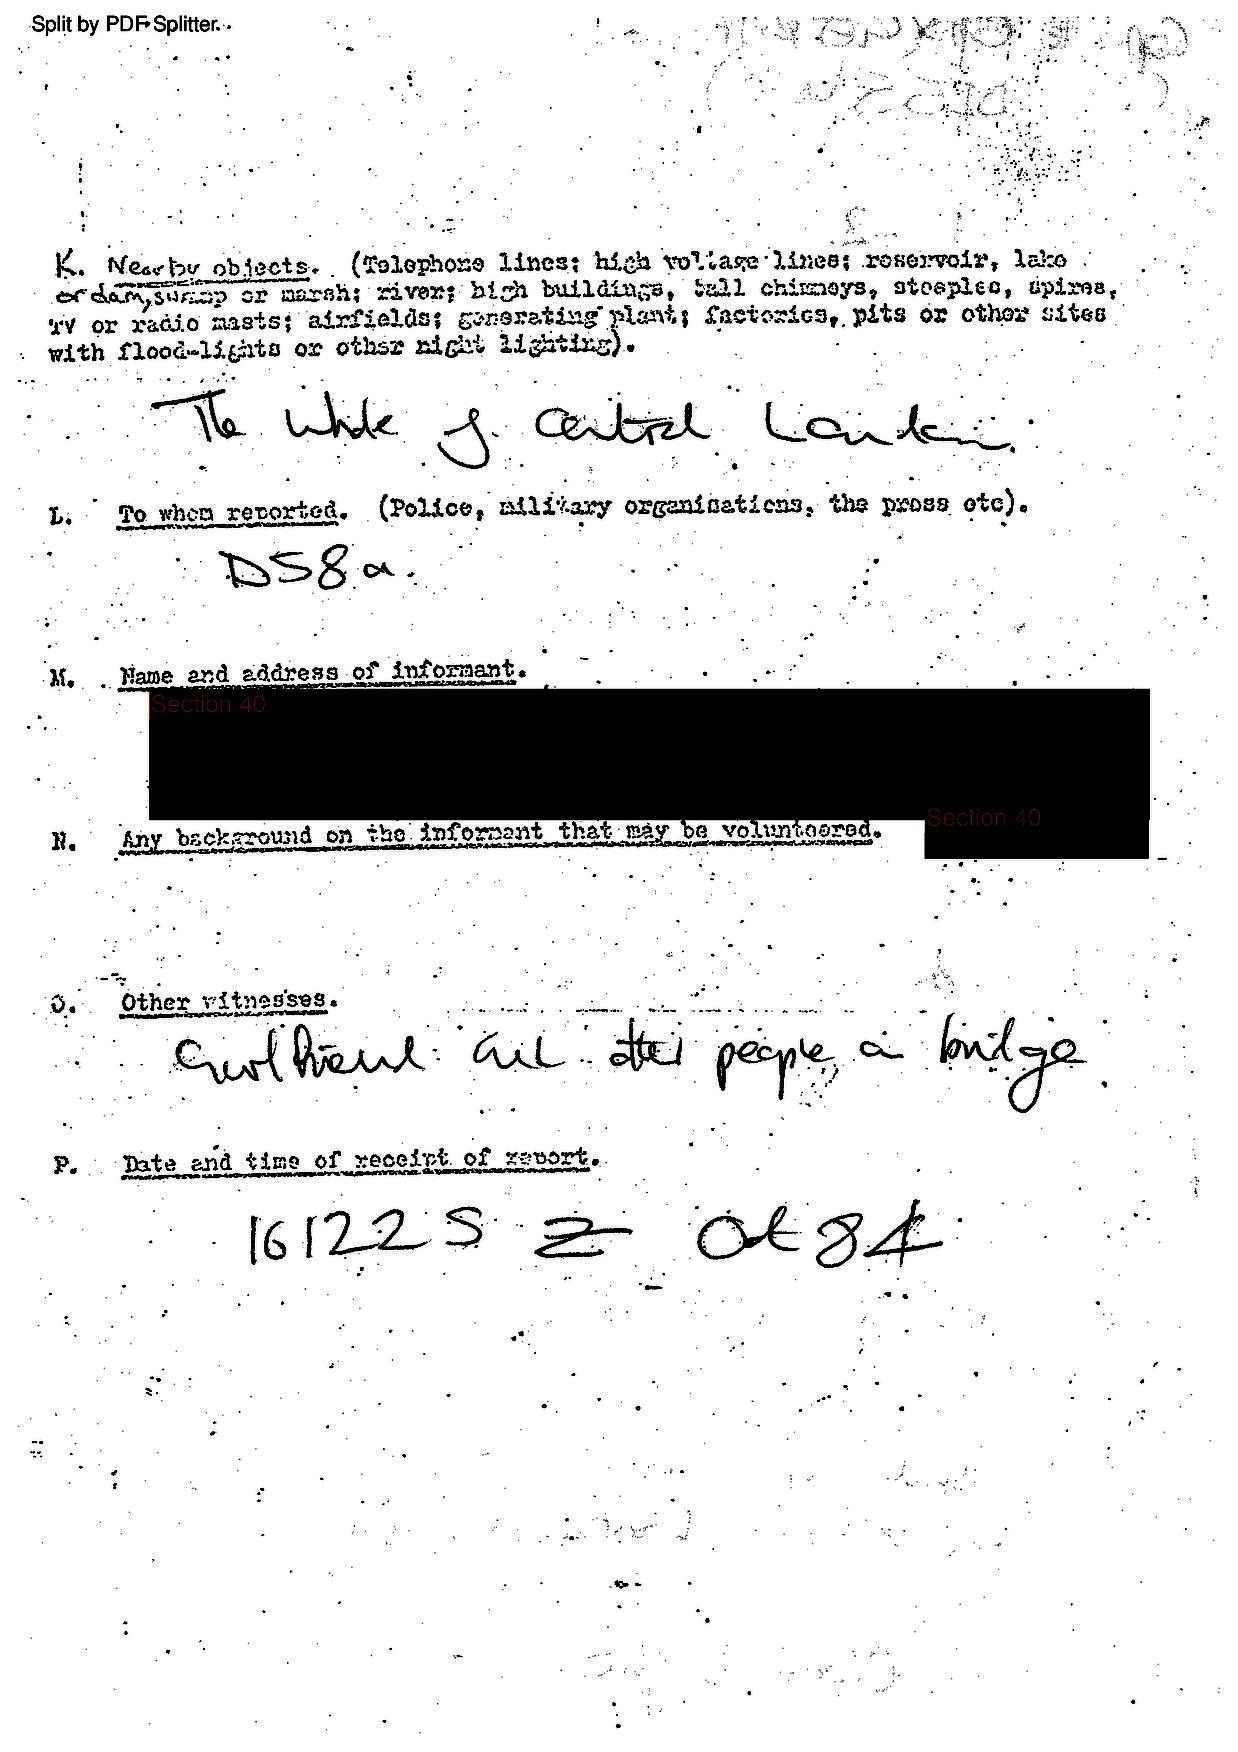 Split by PDF Splitter
K. Nearby objects. (Telephone lines; high voltage lines; reservoir, lake
or dam, swamp or marsh; river; high buildings, tall chimneys, steeples, spires,
TV or radio masts; airfields; generating plant; factories, pits or other sites
with flood-lights or other night lighting).
The whole of Central London.
L. To whom reported. (Police, military organisations, the press etc).
DS8a.
M. Name and address of informant.
Section 40
Section 40
N. Any background on the informant that may be volunteered.
O. Other witnesses.
Girlfriend and other people on bridge.
P. Date and time of receipt of report.
161225 Z Oct 84